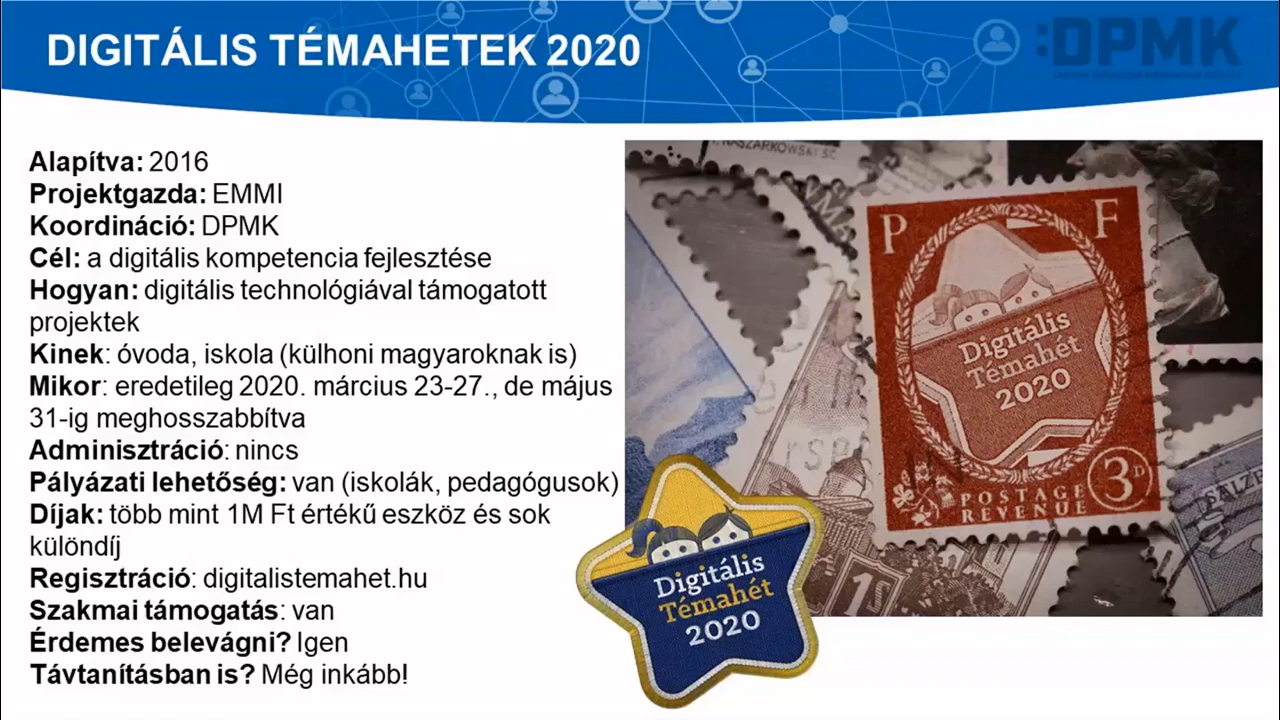 DIGITÁLIS TÉMAHETEK 2020
:DPMK
Alapítva: 2016
Projektgazda: EMMI
Koordináció: DPMK
Cél: a digitális kompetencia fejlesztése
Hogyan: digitális technológiával támogatott
projektek
Kinek: óvoda, iskola (külhoni magyaroknak is)
Mikor: eredetileg 2020. március 23-27., de május
31-ig meghosszabbítva
Adminisztráció: nincs
Pályázati lehetőség: van (iskolák, pedagógusok)
Díjak: több mint 1M Ft értékű eszköz és sok
különdíj
Regisztráció: digitalistemahet.hu
Szakmai támogatás: van
Érdemes belevágni? Igen
Távtanításban is? Még inkább!
P F
Digitális
Témahét
2020
3D
POSTAGE
REVENUE
1S
Digitális
Témahét
2020